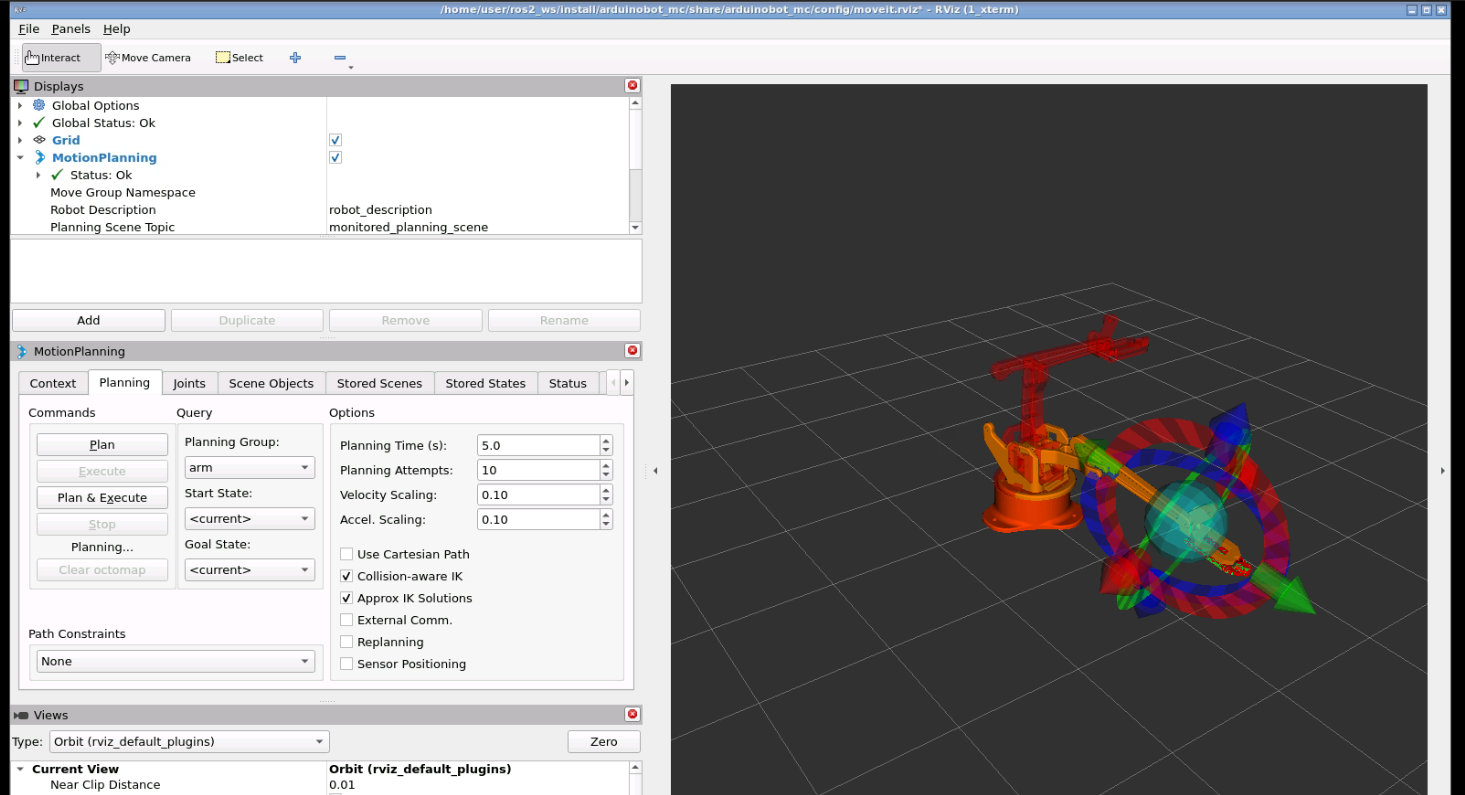 /home/user/ros2_ws/install/arduinobot_mc/share/arduinobot_mc/config/moveit.rviz* - RViz (1_xterm)
File Panels Help
Interact Move Camera Select
Displays
Global Options
Global Status: Ok
Grid
MotionPlanning
Status: Ok
Move Group Namespace
Robot Description robot_description
Planning Scene Topic monitored_planning_scene
Add Duplicate Remove Rename
MotionPlanning
Context Planning Joints Scene Objects Stored Scenes Stored States Status
Commands Query Options
Plan
Execute
Plan & Execute
Stop
Planning...
Clear octomap
Planning Group:
arm
Start State:
<current>
Goal State:
<current>
Planning Time (s): 5.0
Planning Attempts: 10
Velocity Scaling: 0.10
Accel. Scaling: 0.10
Use Cartesian Path
Collision-aware IK
Approx IK Solutions
External Comm.
Replanning
Sensor Positioning
Path Constraints
None
Views
Type: Orbit (rviz_default_plugins) Zero
Current View Orbit (rviz_default_plugins)
Near Clip Distance 0.01